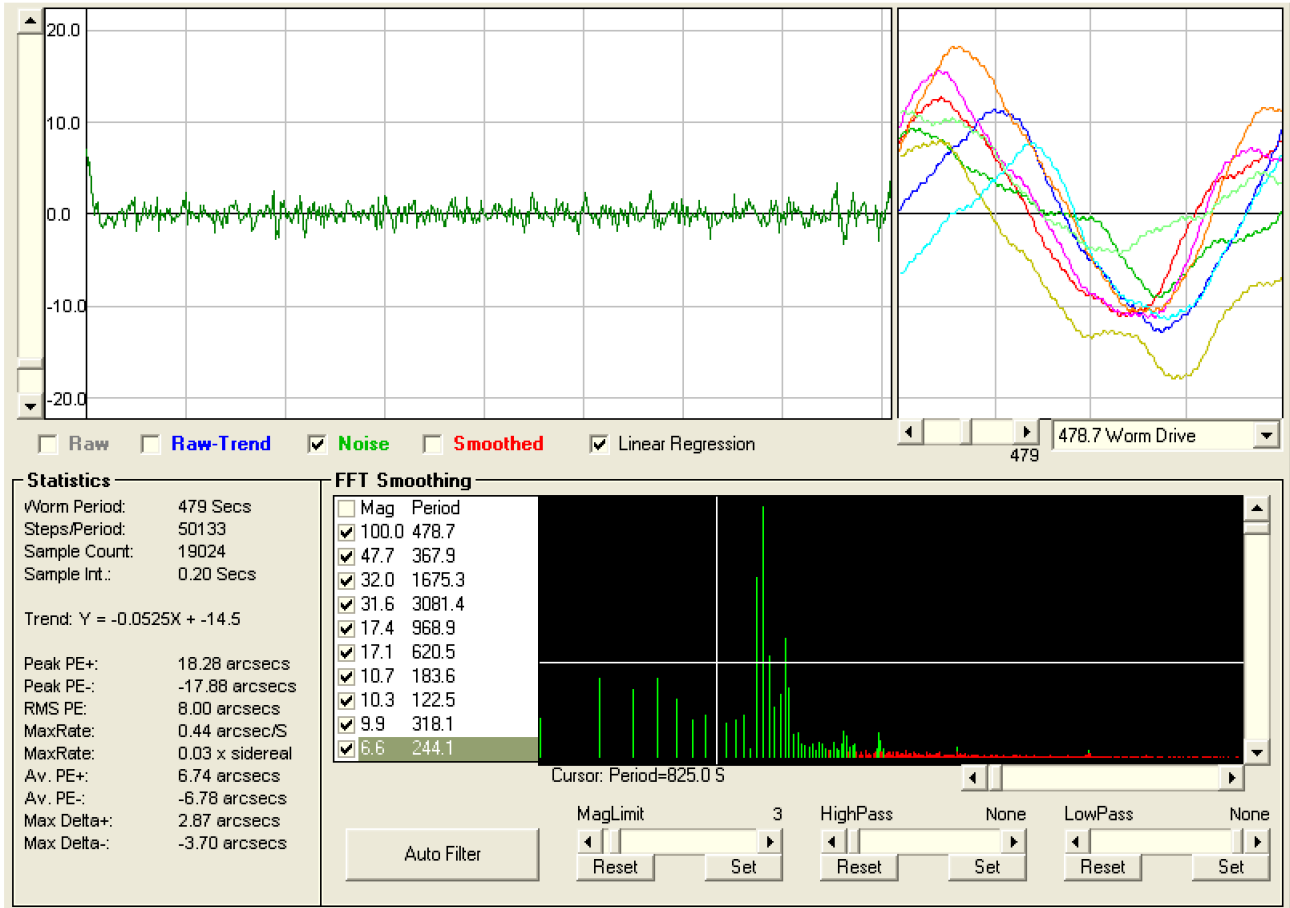 20.0
10.0
0.0
-10.0
-20.0
Raw Raw-Trend Noise Smoothed Linear Regression
479
478.7 Worm Drive
Statistics
Worm Period: 479 Secs
Steps/Period: 50133
Sample Count: 19024
Sample Int.: 0.20 Secs
Trend: Y = -0.0525X + -14.5
Peak PE+: 18.28 arcsecs
Peak PE-: -17.88 arcsecs
RMS PE: 8.00 arcsecs
MaxRate: 0.44 arcsec/S
MaxRate: 0.03 x sidereal
Av. PE+: 6.74 arcsecs
Av. PE-: -6.78 arcsecs
Max Delta+: 2.87 arcsecs
Max Delta-: -3.70 arcsecs
FFT Smoothing
Mag Period
100.0 478.7
47.7 367.9
32.0 1675.3
31.6 3081.4
17.4 968.9
17.1 620.5
10.7 183.6
10.3 122.5
9.9 318.1
6.6 244.1
Cursor: Period=825.0 S
Auto Filter
MagLimit 3
Reset Set
HighPass None
Reset Set
LowPass None
Reset Set